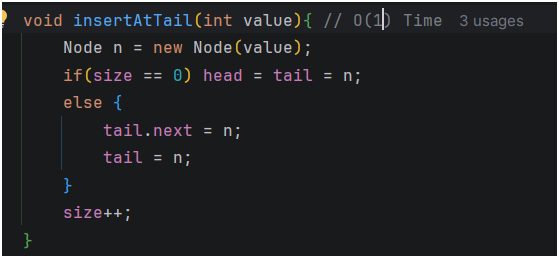 void insertAtTail(int value){ // O(1) Time 3 usages
    Node n = new Node(value);
    if(size == 0) head = tail = n;
    else {
        tail.next = n;
        tail = n;
    }
    size++;
}